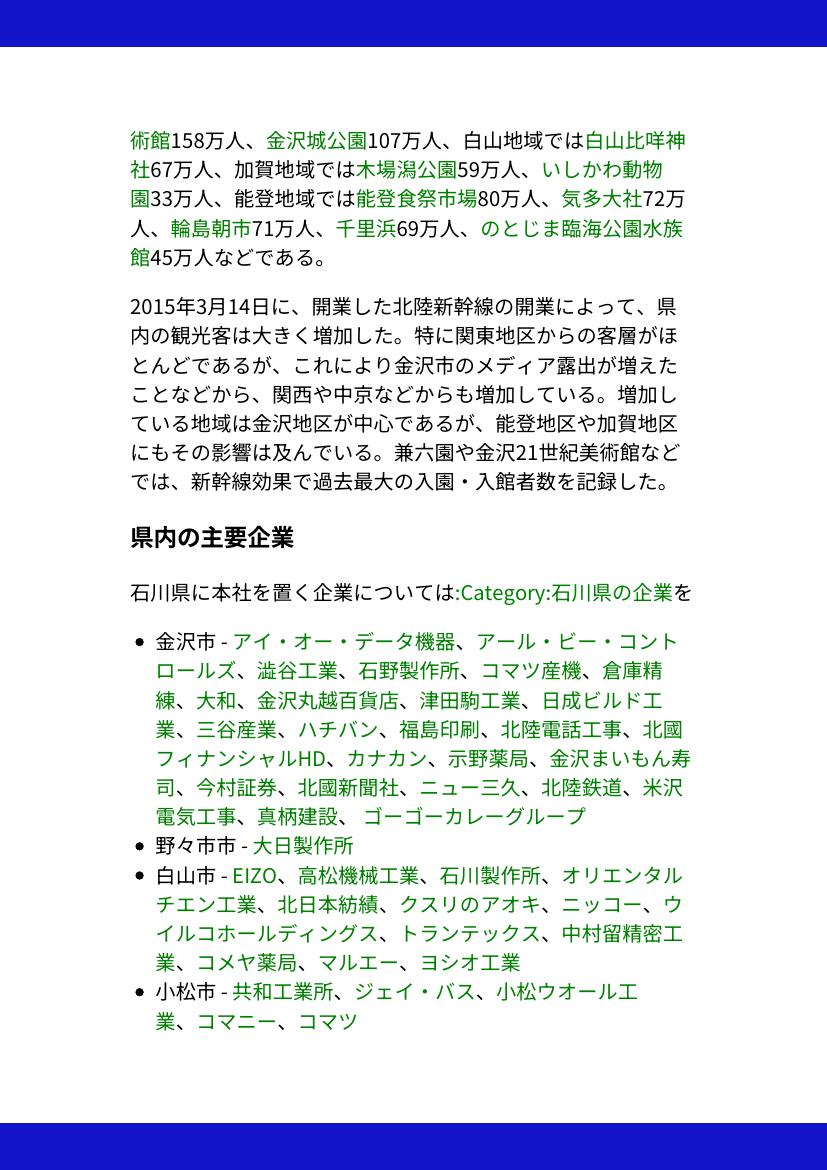 術館158万人、金沢城公園107万人、白山地域では白山比咩神
社67万人、加賀地域では木場潟公園59万人、いしかわ動物
園33万人、能登地域では能登食祭市場80万人、気多大社72万
人、輪島朝市71万人、千里浜69万人、のとじま臨海公園水族
館45万人などである。
2015年3月14日に、開業した北陸新幹線の開業によって、県
内の観光客は大きく増加した。特に関東地区からの客層がほ
とんどであるが、これにより金沢市のメディア露出が増えた
ことなどから、関西や中京などからも増加している。増加し
ている地域は金沢地区が中心であるが、能登地区や加賀地区
にもその影響は及んでいる。兼六園や金沢21世紀美術館など
では、新幹線効果で過去最大の入園・入館者数を記録した。
県内の主要企業
石川県に本社を置く企業については:Category:石川県の企業を
• 金沢市 - アイ・オー・データ機器、アール・ビー・コント
ロールズ、澁谷工業、石野製作所、コマツ産機、倉庫精
練、大和、金沢丸越百貨店、津田駒工業、日成ビルド工
業、三谷産業、ハチバン、福島印刷、北陸電話工事、北國
フィナンシャルHD、カナカン、示野薬局、金沢まいもん寿
司、今村証券、北國新聞社、ニュー三久、北陸鉄道、米沢
電気工事、真柄建設、 ゴーゴーカレーグループ
• 野々市市 - 大日製作所
• 白山市 - EIZO、高松機械工業、石川製作所、オリエンタル
チエン工業、北日本紡績、クスリのアオキ、ニッコー、ウ
イルコホールディングス、トランテックス、中村留精密工
業、コメヤ薬局、マルエー、ヨシオ工業
• 小松市 - 共和工業所、ジェイ・バス、小松ウオール工
業、コマニー、コマツ